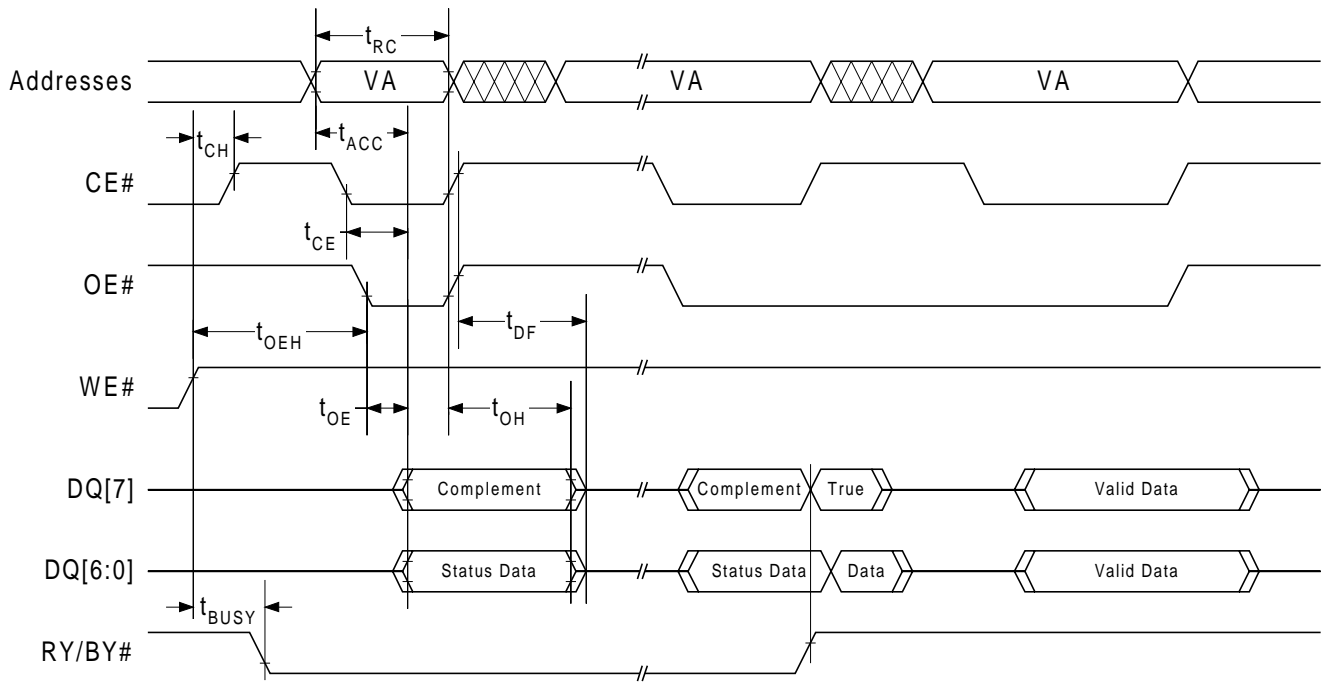 tRC
Addresses VA VA VA
tCH tACC
CE#
tCE
OE#
tOEH tDF
WE#
tOE tOH
DQ[7] Complement Complement True Valid Data
DQ[6:0] Status Data Status Data Data Valid Data
tBUSY
RY/BY#